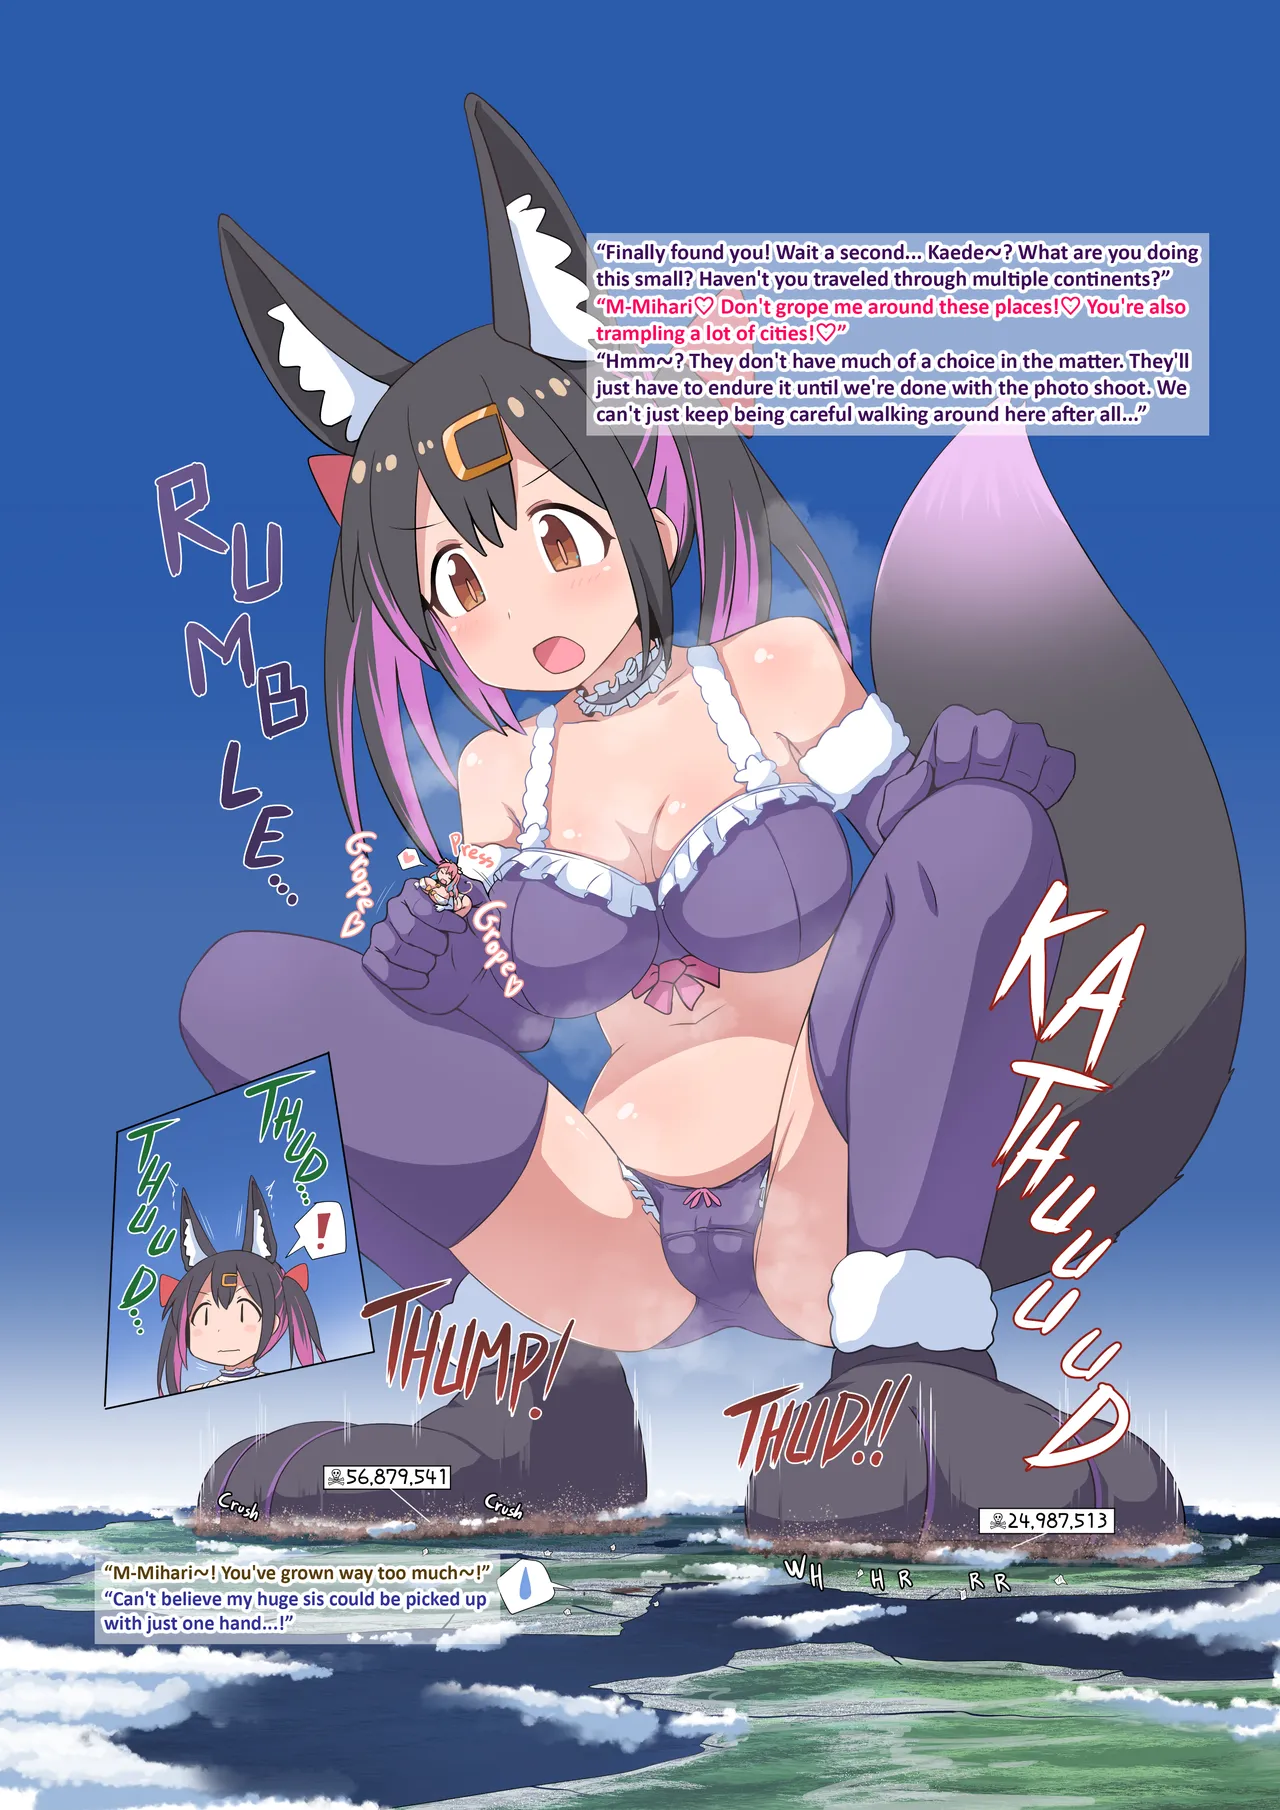 “Finally found you! Wait a second... Kaede～? What are you doing
this small? Haven't you traveled through multiple continents?”
“M-Mihari♡ Don't grope me around these places!♡ You're also
trampling a lot of cities!♡”
“Hmm～? They don't have much of a choice in the matter. They'll
just have to endure it until we're done with the photo shoot. We
can't just keep being careful walking around here after all...”
RUMBLE...
Grope♡
Press
Grope♡
KATHUUUUD
THUUUD...
THUD...
!
THUMP!
THUD!!
☠56,879,541
Crush
Crush
☠24,987,513
WHHRRR
“M-Mihari～! You've grown way too much～!”
“Can't believe my huge sis could be picked up
with just one hand...!”